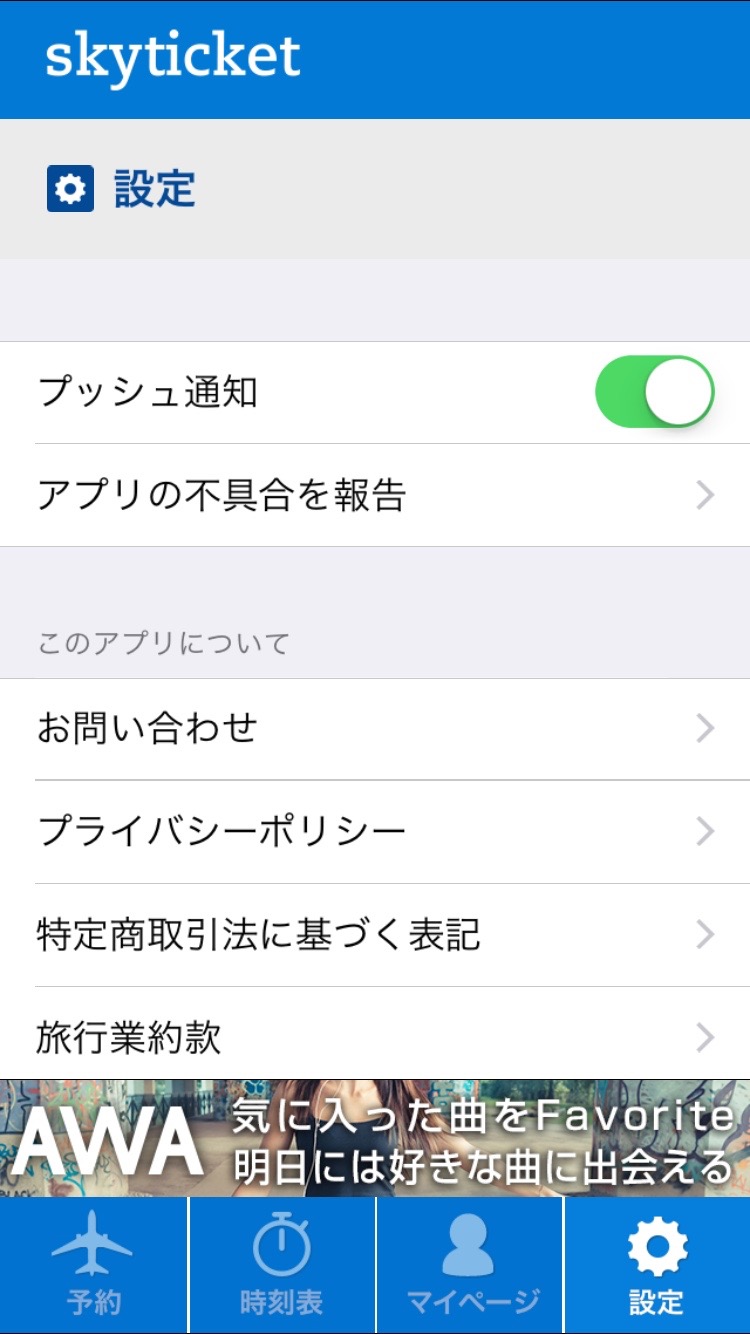 skyticket
設定
プッシュ通知
アプリの不具合を報告
このアプリについて
お問い合わせ
プライバシーポリシー
特定商取引法に基づく表記
旅行業約款
AWA
気に入った曲をFavorite
明日には好きな曲に出会える
予約
時刻表
マイページ
設定